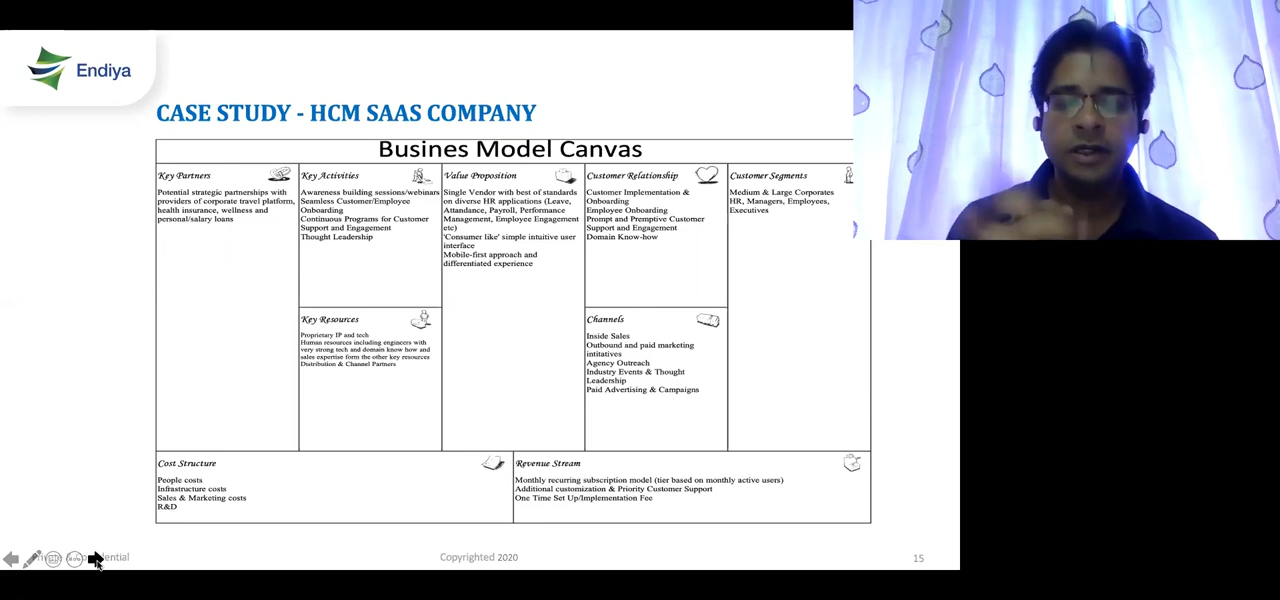 Endiya
CASE STUDY - HCM SAAS COMPANY
Busines Model Canvas
Key Partners
Potential strategic partnerships with
providers of corporate travel platform,
health insurance, wellness and
personal/salary loans
Key Activities
Awareness building sessions/webinars
Seamless Customer/Employee
Onboarding
Continuous Programs for Customer
Support and Engagement
Thought Leadership
Key Resources
Proprietary IP and tech
Human resources including engineers with
very strong tech and domain know how and
sales expertise form the other key resources
Distribution & Channel Partners
Value Proposition
Single Vendor with best of standards
on diverse HR applications (Leave,
Attandance, Payroll, Performance
Management, Employee Engagement
etc)
'Consumer like' simple intuitive user
interface
Mobile-first approach and
differentiated experience
Customer Relationship
Customer Implementation &
Onboarding
Employee Onboarding
Prompt and Premptive Customer
Support and Engagement
Domain Know-how
Channels
Inside Sales
Outbound and paid marketing
intitatives
Agency Outreach
Industry Events & Thought
Leadership
Paid Advertising & Campaigns
Customer Segments
Medium & Large Corporates
HR, Managers, Employees,
Executives
Cost Structure
People costs
Infrastructure costs
Sales & Marketing costs
R&D
Revenue Stream
Monthly recurring subscription model (tier based on monthly active users)
Additional customization & Priority Customer Support
One Time Set Up/Implementation Fee
Copyrighted 2020
15